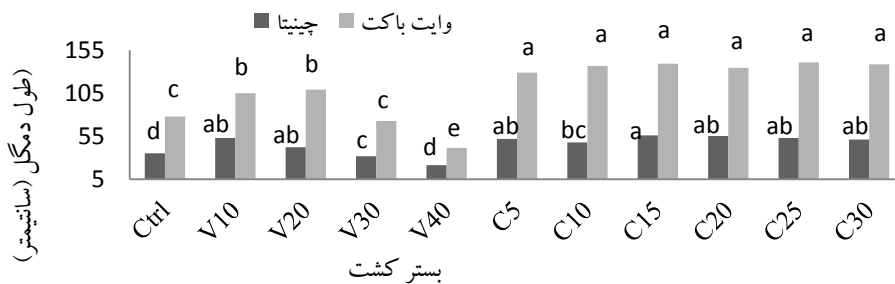 چینیتا وایت باکت
طول دمگل (سانتیمتر)
155
105
55
5
d c ab b ab b c c d e ab a bc a a a ab a ab a ab a
Ctrl V10 V20 V30 V40 C5 C10 C15 C20 C25 C30
بستر کشت